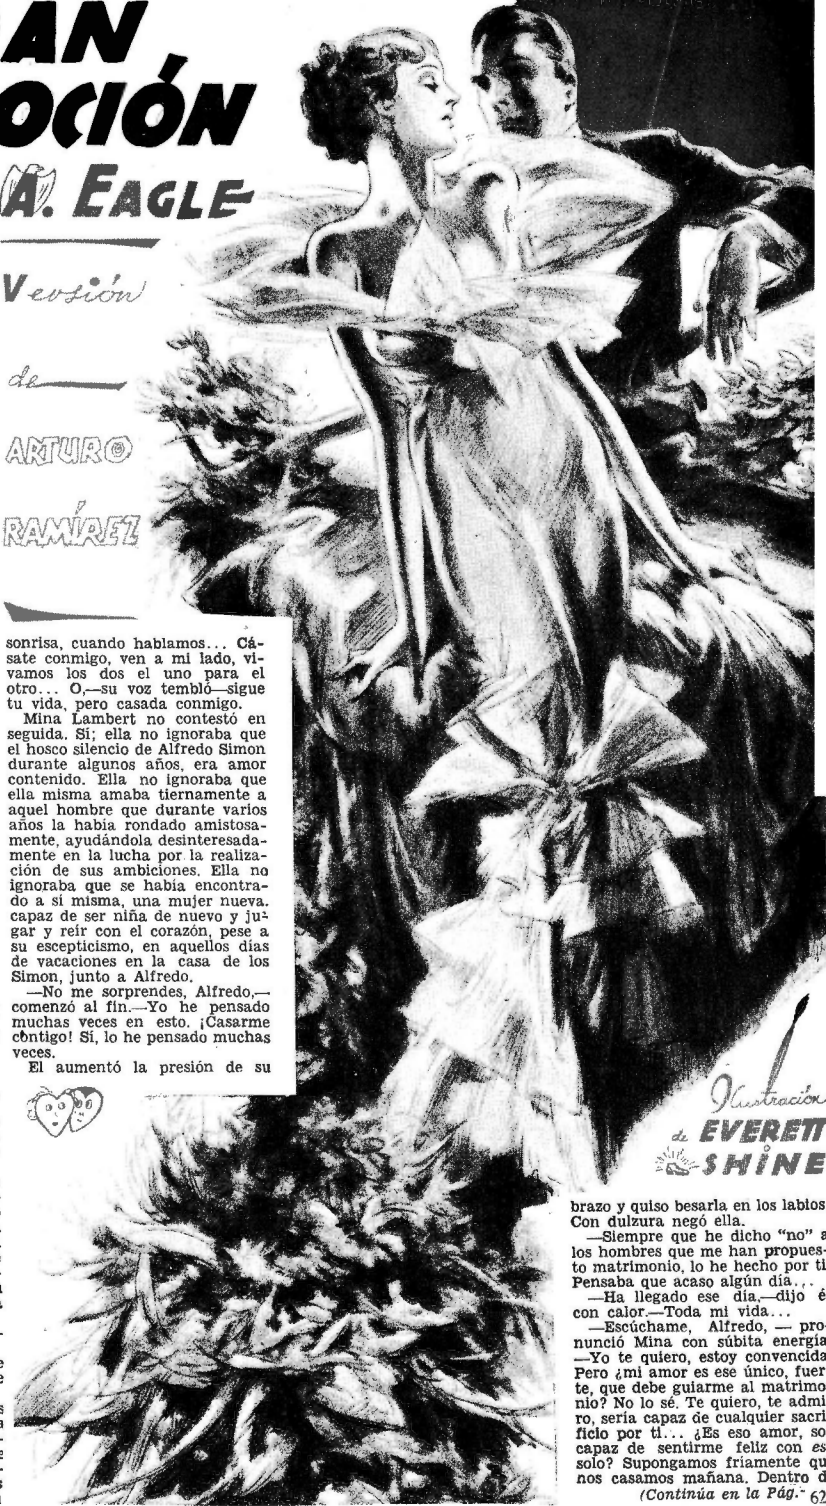 AN
OCIÓN
A. EAGLE
Versión
de
ARTURO
RAMÍREZ
sonrisa, cuando hablamos... Cá-
sate conmigo, ven a mi lado, vi-
vamos los dos el uno para el
otro... O,—su voz tembló—sigue
tu vida, pero casada conmigo.
Mina Lambert no contestó en
seguida. Sí; ella no ignoraba que
el hosco silencio de Alfredo Simon
durante algunos años, era amor
contenido. Ella no ignoraba que
ella misma amaba tiernamente a
aquel hombre que durante varios
años la había rondado amistosa-
mente, ayudándola desinteresada-
mente en la lucha por la realiza-
ción de sus ambiciones. Ella no
ignoraba que se había encontra-
do a sí misma, una mujer nueva.
capaz de ser niña de nuevo y ju-
gar y reír con el corazón, pese a
su escepticismo, en aquellos días
de vacaciones en la casa de los
Simon, junto a Alfredo.
—No me sorprendes, Alfredo,—
comenzó al fin.—Yo he pensado
muchas veces en esto. ¡Casarme
contigo! Sí, lo he pensado muchas
veces.
El aumentó la presión de su
Ilustración
de EVERETT
SHINE
brazo y quiso besarla en los labios
Con dulzura negó ella.
—Siempre que he dicho "no" a
los hombres que me han propues-
to matrimonio, lo he hecho por ti
Pensaba que acaso algún día...
—Ha llegado ese día,—dijo é
con calor.—Toda mi vida...
—Escúchame, Alfredo, — pro-
nunció Mina con súbita energía
—Yo te quiero, estoy convencida
Pero ¿mi amor es ese único, fuer
te, que debe guiarme al matrimo
nio? No lo sé. Te quiero, te admi
ro, sería capaz de cualquier sacri
ficio por ti... ¿Es eso amor, so
capaz de sentirme feliz con es
solo? Supongamos fríamente qu
nos casamos mañana. Dentro d
(Continúa en la Pág. 62